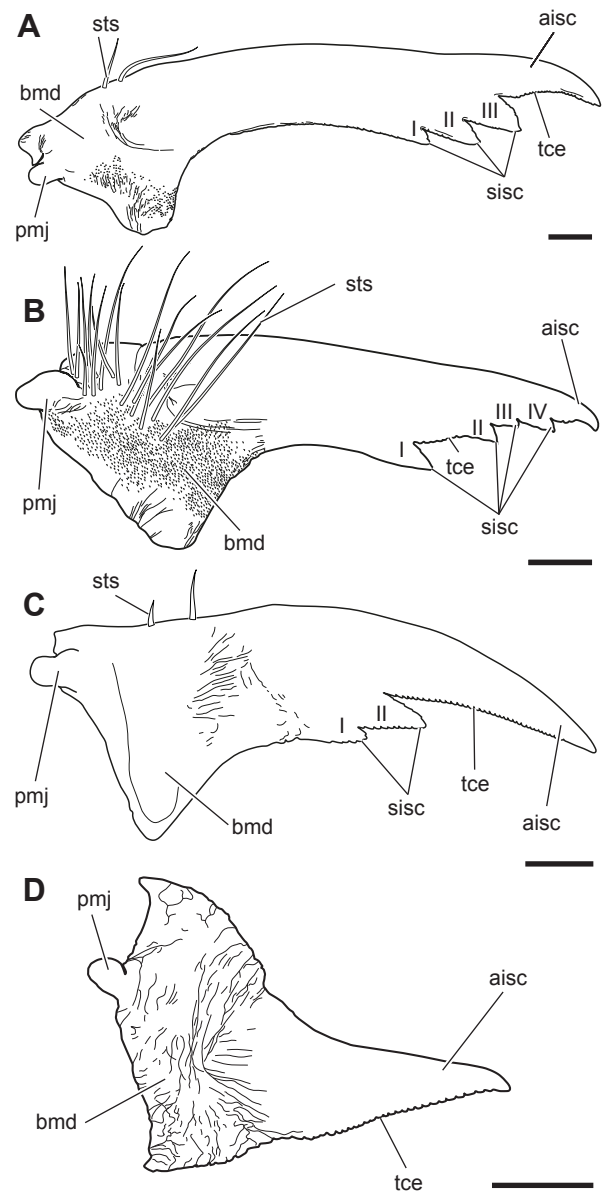 A
sts
aisc
bmd
I
II
III
tce
sisc
pmj
B
sts
aisc
I
II
III
IV
tce
pmj
sisc
bmd
C
sts
I
II
pmj
tce
sisc
bmd
aisc
D
pmj
aisc
bmd
tce